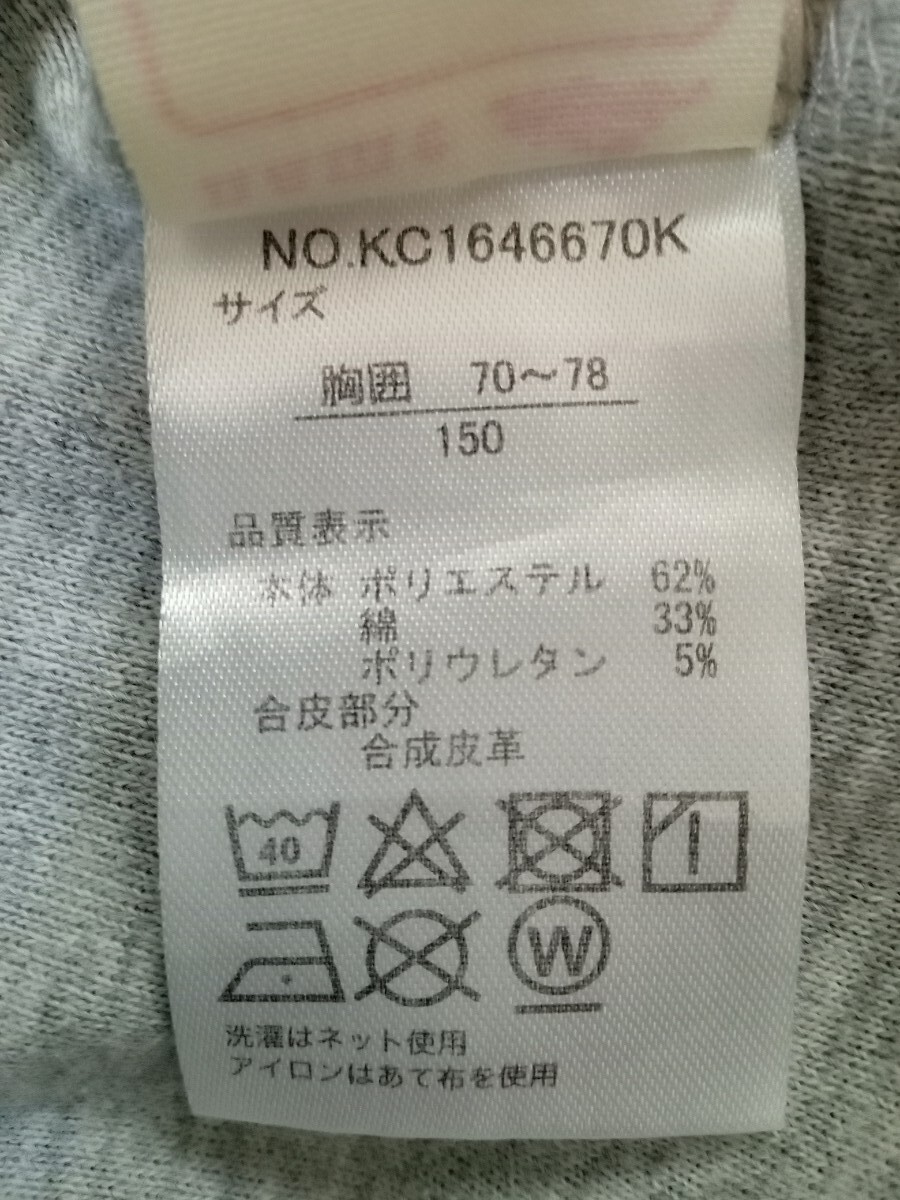 NO.KC1646670K
サイズ
胸囲 70〜78
150
品質表示
本体 ポリエステル 62%
綿 33%
ポリウレタン 5%
合皮部分
合成皮革
40
W
洗濯はネット使用
アイロンはあて布を使用